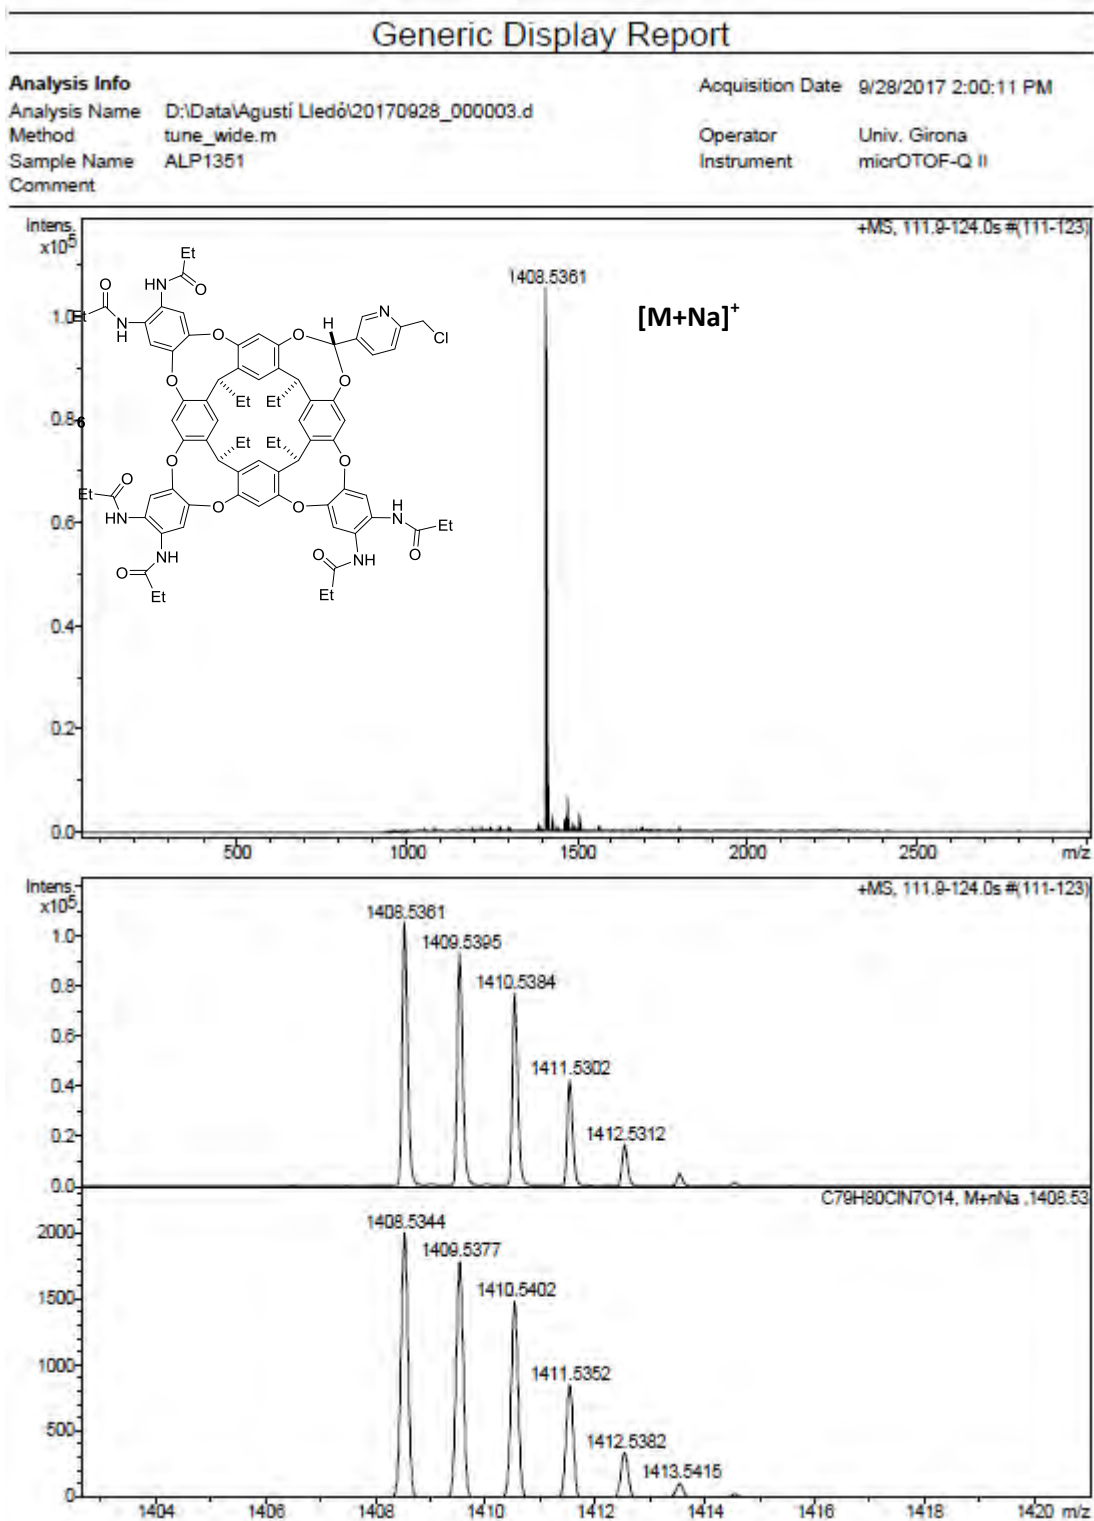 Generic Display Report
Analysis Info
Acquisition Date 9/28/2017 2:00:11 PM
Analysis Name D:\Data\Agustí Lledó\20170928_000003.d
Method tune_wide.m
Operator Univ. Girona
Sample Name ALP1351
Instrument micrOTOF-Q II
Comment
Intens.
x10⁵
+MS, 111.9-124.0s #(111-123)
1408.5361
[M+Na]⁺
Et
O
NH
O
Et
NH
O
O
H
N
Cl
O
O
Et
Et
Et
Et
O
O
O
O
Et
O
HN
NH
O
Et
NH
O
Et
O
NH
Et
6
1.0
0.8
0.6
0.4
0.2
0.0
500 1000 1500 2000 2500 m/z
Intens.
x10⁵
+MS, 111.9-124.0s #(111-123)
1408.5361
1409.5395
1410.5384
1411.5302
1412.5312
1.0
0.8
0.6
0.4
0.2
0.0
C79H80ClN7O14, M+nNa ,1408.53
1408.5344
1409.5377
1410.5402
1411.5352
1412.5382
1413.5415
2000
1500
1000
500
0
1404 1406 1408 1410 1412 1414 1416 1418 1420 m/z